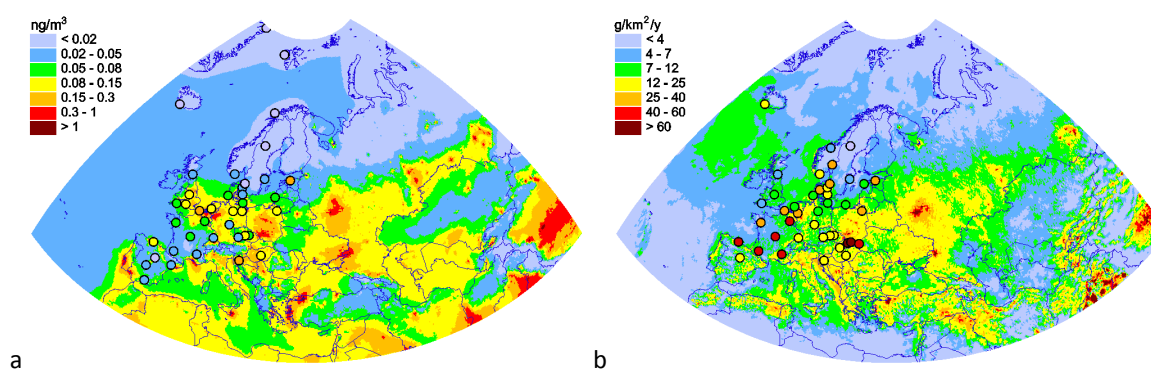 ng/m³
< 0.02
0.02 - 0.05
0.05 - 0.08
0.08 - 0.15
0.15 - 0.3
0.3 - 1
> 1
a
g/km²/y
< 4
4 - 7
7 - 12
12 - 25
25 - 40
40 - 60
> 60
b